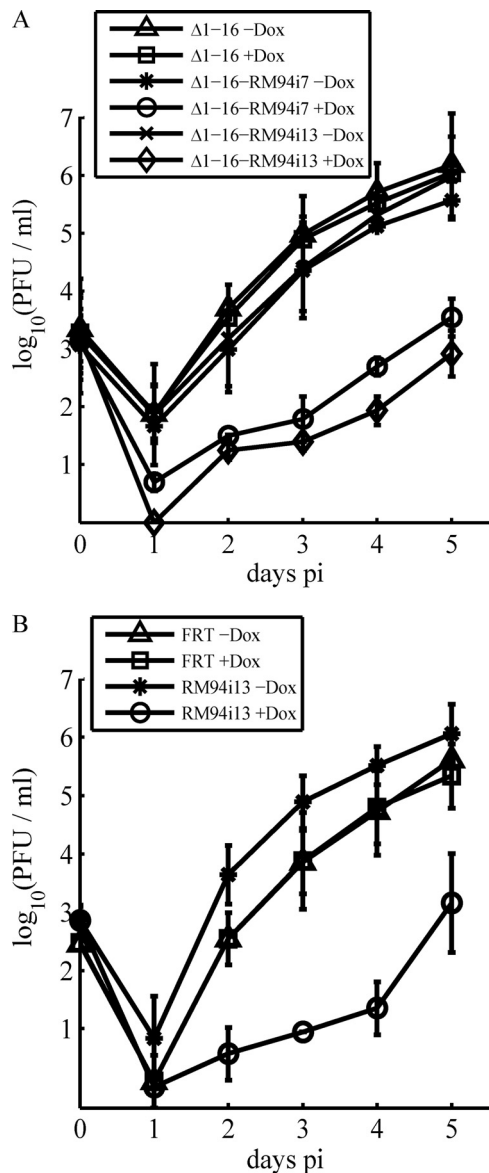 A
Δ1−16 −Dox
Δ1−16 +Dox
Δ1−16−RM94i7 −Dox
Δ1−16−RM94i7 +Dox
Δ1−16−RM94i13 −Dox
Δ1−16−RM94i13 +Dox
7
6
5
4
3
2
1
log10(PFU / ml)
0 1 2 3 4 5
days pi
B
FRT −Dox
FRT +Dox
RM94i13 −Dox
RM94i13 +Dox
7
6
5
4
3
2
1
log10(PFU / ml)
0 1 2 3 4 5
days pi